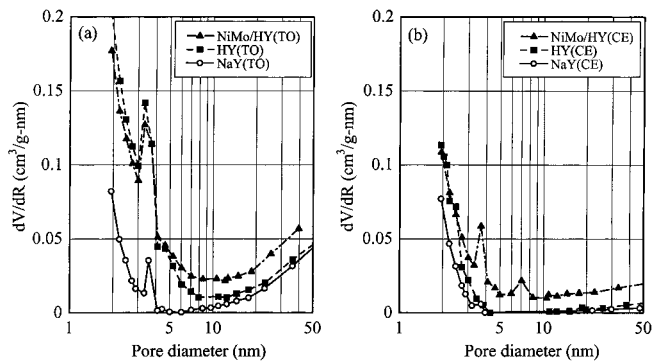 (a)
NiMo/HY(TO)
HY(TO)
NaY(TO)
dV/dR (cm³/g-nm)
0.2
0.15
0.1
0.05
0
1 5 10 50
Pore diameter (nm)
(b)
NiMo/HY(CE)
HY(CE)
NaY(CE)
dV/dR (cm³/g-nm)
0.2
0.15
0.1
0.05
0
1 5 10 50
Pore diameter (nm)